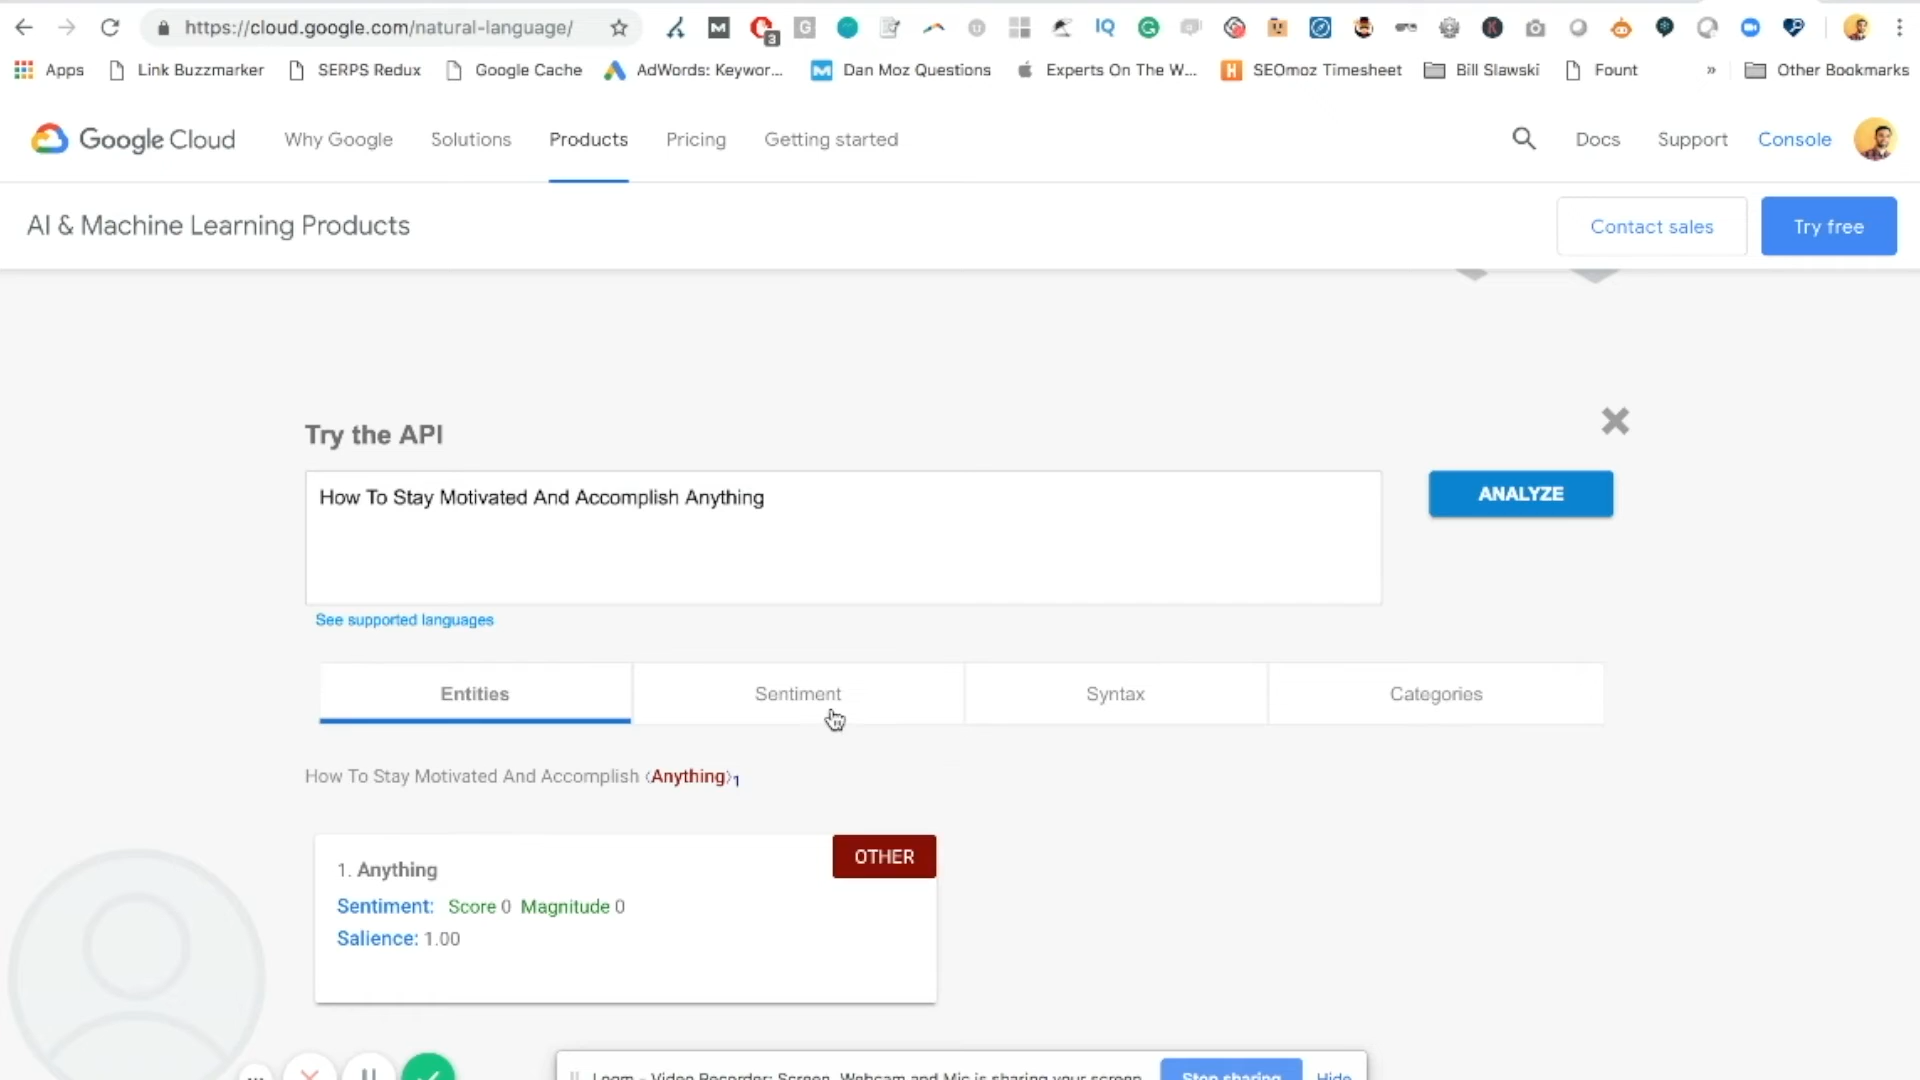 https://cloud.google.com/natural-language/
3
Apps Link Buzzmarker SERPS Redux Google Cache AdWords: Keywor... Dan Moz Questions Experts On The W... SEOmoz Timesheet Bill Slawski Fount » Other Bookmarks
Google Cloud Why Google Solutions Products Pricing Getting started Docs Support Console
AI & Machine Learning Products Contact sales Try free
Try the API
How To Stay Motivated And Accomplish Anything
ANALYZE
See supported languages
Entities Sentiment Syntax Categories
How To Stay Motivated And Accomplish ⟨Anything⟩1
1. Anything OTHER
Sentiment: Score 0 Magnitude 0
Salience: 1.00
Loom – Video Recorder: Screen, Webcam and Mic is sharing your screen. Stop sharing Hide